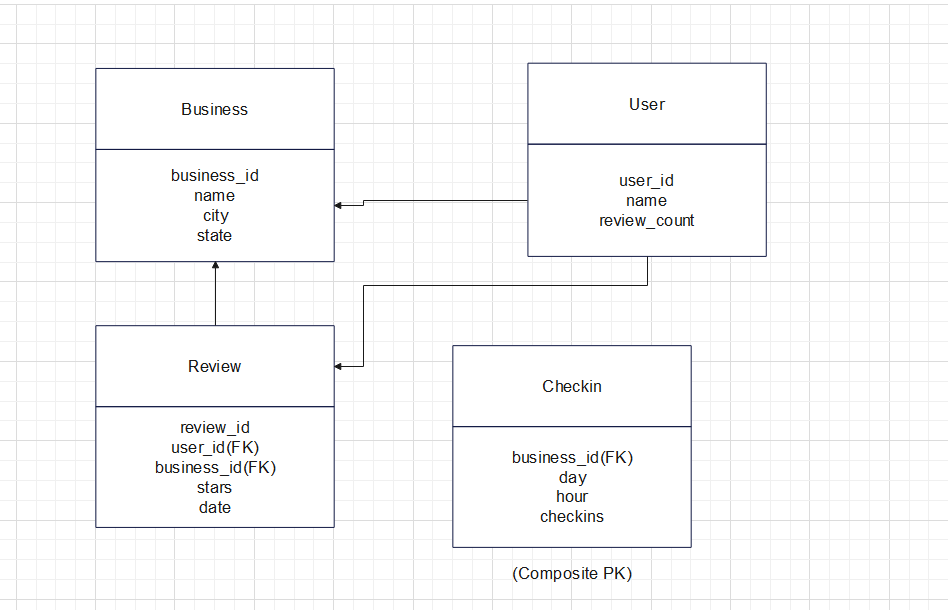 Business
business_id
name
city
state
User
user_id
name
review_count
Review
review_id
user_id(FK)
business_id(FK)
stars
date
Checkin
business_id(FK)
day
hour
checkins
(Composite PK)